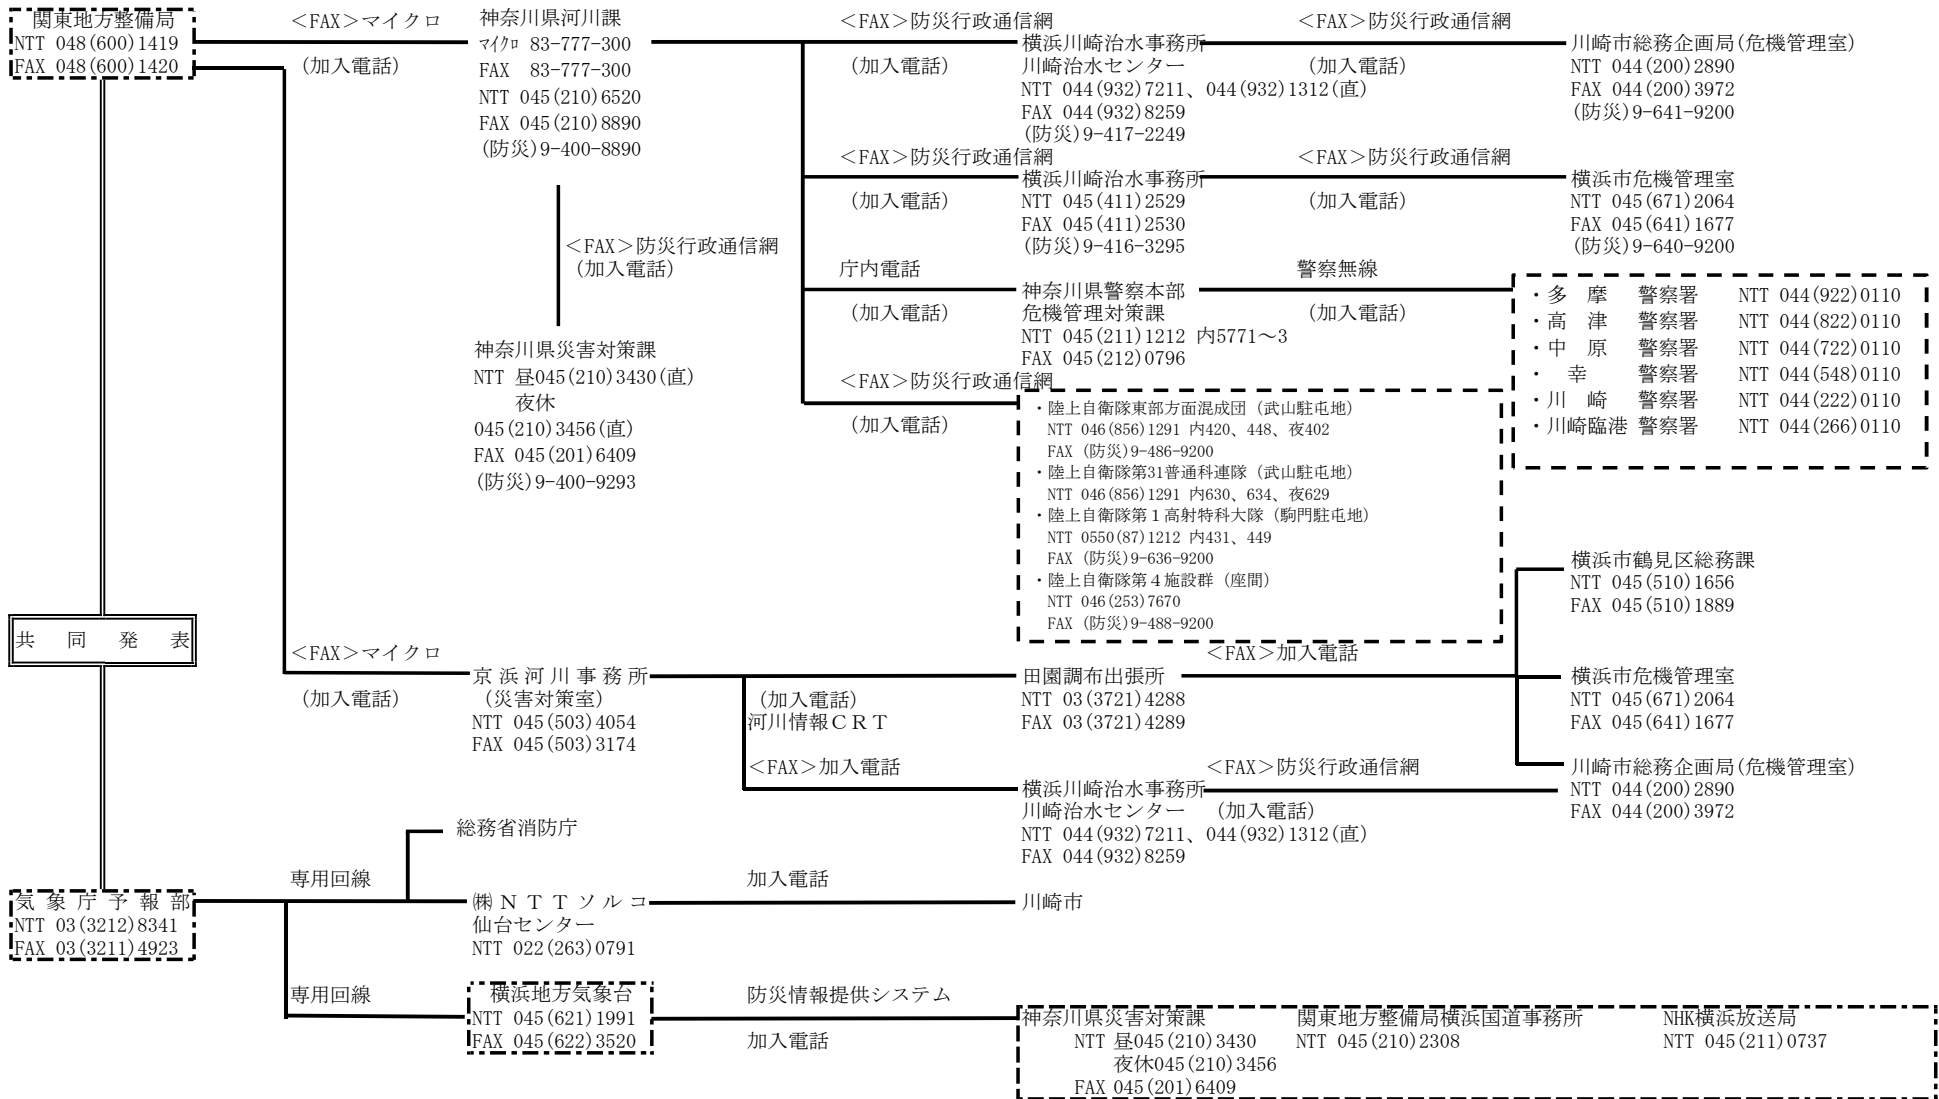 関東地方整備局
NTT 048(600)1419
FAX 048(600)1420
＜FAX＞マイクロ
(加入電話)
神奈川県河川課
マイクロ 83-777-300
FAX 83-777-300
NTT 045(210)6520
FAX 045(210)8890
(防災)9-400-8890
＜FAX＞防災行政通信網
(加入電話)
横浜川崎治水事務所
川崎治水センター
NTT 044(932)7211、044(932)1312(直)
FAX 044(932)8259
(防災)9-417-2249
＜FAX＞防災行政通信網
(加入電話)
川崎市総務企画局(危機管理室)
NTT 044(200)2890
FAX 044(200)3972
(防災)9-641-9200
＜FAX＞防災行政通信網
(加入電話)
横浜川崎治水事務所
NTT 045(411)2529
FAX 045(411)2530
(防災)9-416-3295
＜FAX＞防災行政通信網
(加入電話)
横浜市危機管理室
NTT 045(671)2064
FAX 045(641)1677
(防災)9-640-9200
＜FAX＞防災行政通信網
(加入電話)
神奈川県災害対策課
NTT 昼045(210)3430(直)
夜休
045(210)3456(直)
FAX 045(201)6409
(防災)9-400-9293
庁内電話
(加入電話)
神奈川県警察本部
危機管理対策課
NTT 045(211)1212 内5771～3
FAX 045(212)0796
警察無線
(加入電話)
・多　摩　警察署　NTT 044(922)0110
・高　津　警察署　NTT 044(822)0110
・中　原　警察署　NTT 044(722)0110
・　幸　　警察署　NTT 044(548)0110
・川　崎　警察署　NTT 044(222)0110
・川崎臨港 警察署　NTT 044(266)0110
＜FAX＞防災行政通信網
(加入電話)
・陸上自衛隊東部方面混成団（武山駐屯地）
NTT 046(856)1291 内420、448、夜402
FAX (防災)9-486-9200
・陸上自衛隊第31普通科連隊（武山駐屯地）
NTT 046(856)1291 内630、634、夜629
・陸上自衛隊第１高射特科大隊（駒門駐屯地）
NTT 0550(87)1212 内431、449
FAX (防災)9-636-9200
・陸上自衛隊第４施設群（座間）
NTT 046(253)7670
FAX (防災)9-488-9200
共　同　発　表
＜FAX＞マイクロ
(加入電話)
京 浜 河 川 事 務 所
(災害対策室)
NTT 045(503)4054
FAX 045(503)3174
(加入電話)
河川情報ＣＲＴ
田園調布出張所
NTT 03(3721)4288
FAX 03(3721)4289
＜FAX＞加入電話
横浜市鶴見区総務課
NTT 045(510)1656
FAX 045(510)1889
横浜市危機管理室
NTT 045(671)2064
FAX 045(641)1677
川崎市総務企画局(危機管理室)
NTT 044(200)2890
FAX 044(200)3972
＜FAX＞加入電話
横浜川崎治水事務所
川崎治水センター
NTT 044(932)7211、044(932)1312(直)
FAX 044(932)8259
＜FAX＞防災行政通信網
(加入電話)
気 象 庁 予 報 部
NTT 03(3212)8341
FAX 03(3211)4923
総務省消防庁
専用回線
㈱ Ｎ Ｔ Ｔ ソ ル コ
仙台センター
NTT 022(263)0791
加入電話
川崎市
専用回線
横浜地方気象台
NTT 045(621)1991
FAX 045(622)3520
防災情報提供システム
加入電話
神奈川県災害対策課
NTT 昼045(210)3430
夜休045(210)3456
FAX 045(201)6409
関東地方整備局横浜国道事務所
NTT 045(210)2308
NHK横浜放送局
NTT 045(211)0737